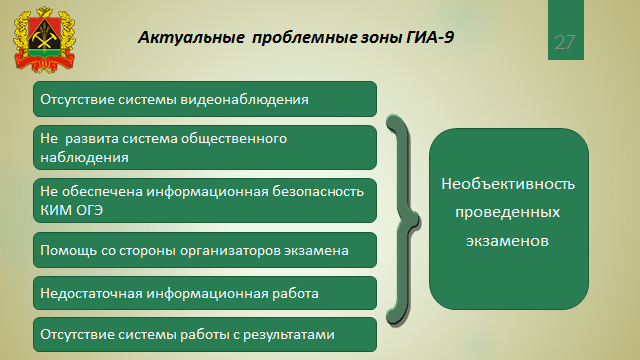 Актуальные проблемные зоны ГИА-9
27
Отсутствие системы видеонаблюдения
Не развита система общественного
наблюдения
Не обеспечена информационная безопасность
КИМ ОГЭ
Помощь со стороны организаторов экзамена
Недостаточная информационная работа
Отсутствие системы работы с результатами
Необъективность
проведенных
экзаменов